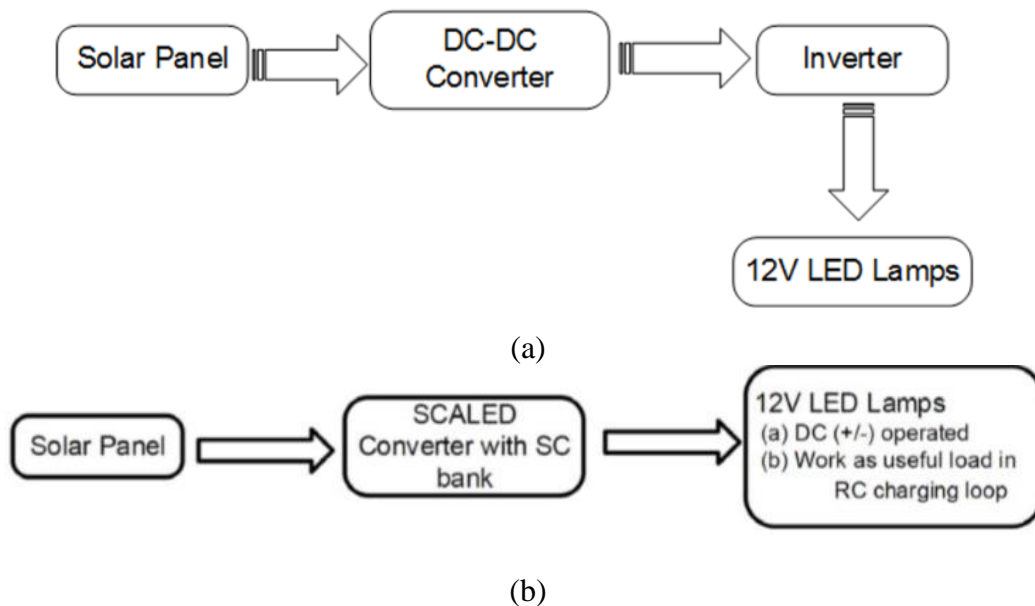 Solar Panel
DC-DC
Converter
Inverter
12V LED Lamps
(a)
Solar Panel
SCALED
Converter with SC
bank
12V LED Lamps
(a) DC (+/-) operated
(b) Work as useful load in
RC charging loop
(b)